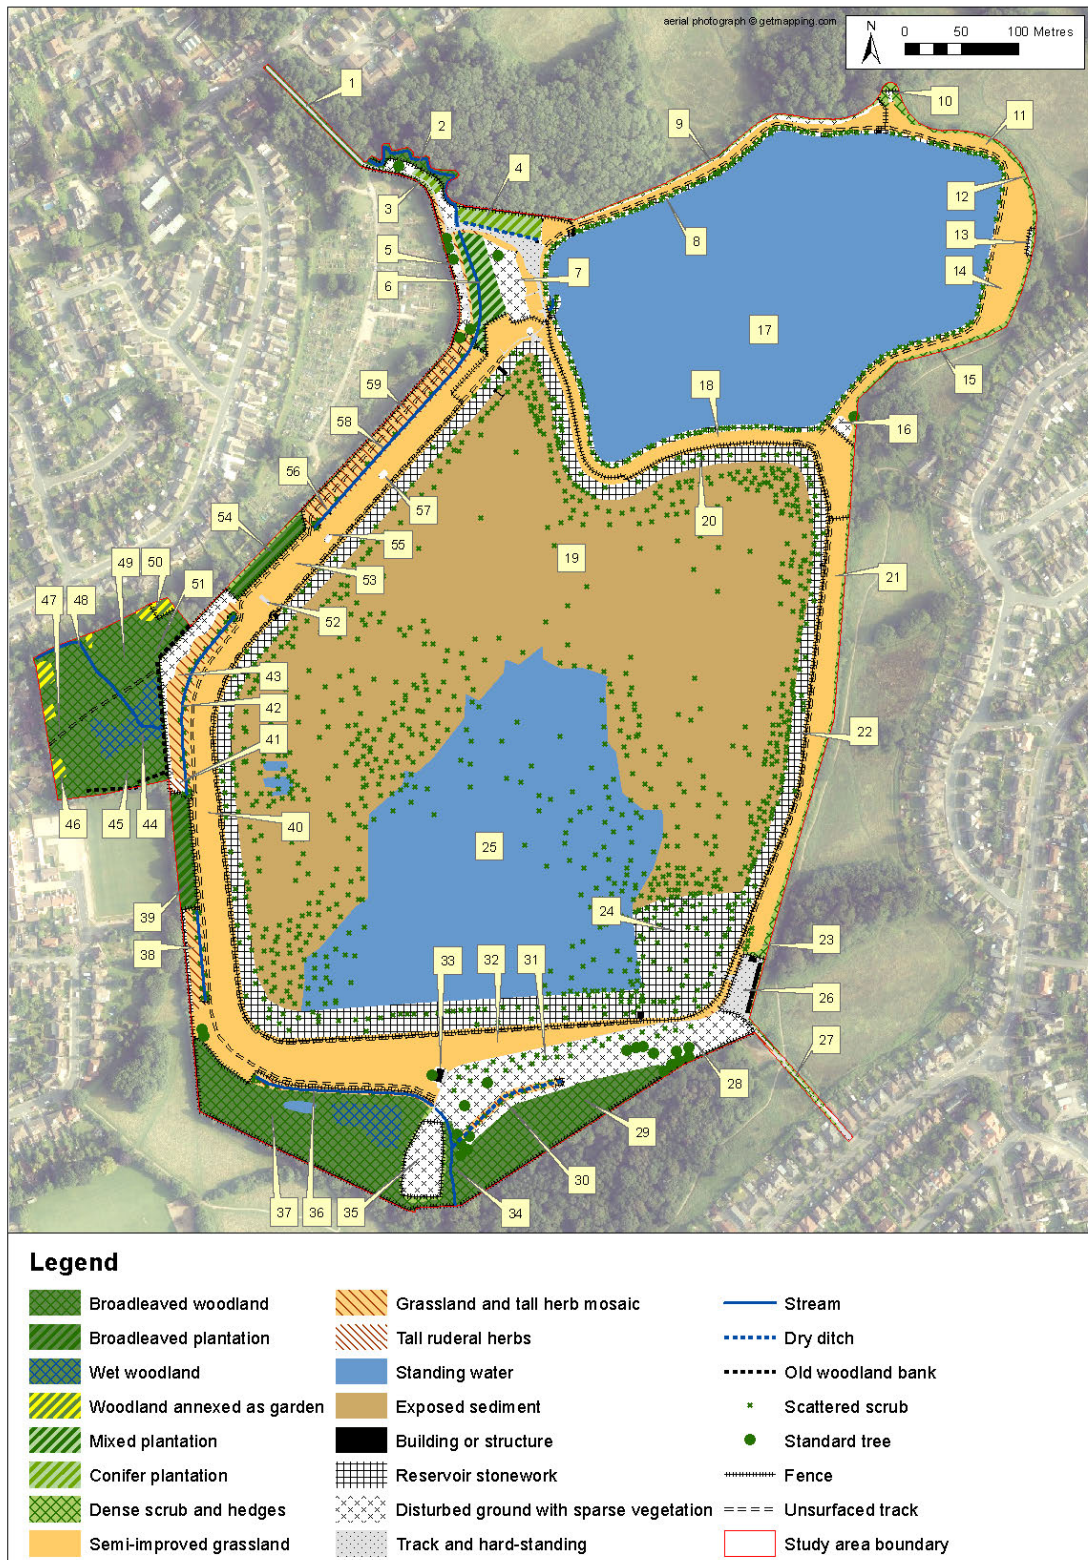 aerial photograph © getmapping.com
N
0 50 100 Metres
1
2
3
4
5
6
7
8
9
10
11
12
13
14
15
16
17
18
19
20
21
22
23
24
25
26
27
28
29
30
31
32
33
34
35
36
37
38
39
40
41
42
43
44
45
46
47
48
49
50
51
52
53
54
55
56
57
58
59
Legend
Broadleaved woodland
Broadleaved plantation
Wet woodland
Woodland annexed as garden
Mixed plantation
Conifer plantation
Dense scrub and hedges
Semi-improved grassland
Grassland and tall herb mosaic
Tall ruderal herbs
Standing water
Exposed sediment
Building or structure
Reservoir stonework
Disturbed ground with sparse vegetation
Track and hard-standing
Stream
Dry ditch
Old woodland bank
Scattered scrub
Standard tree
Fence
Unsurfaced track
Study area boundary